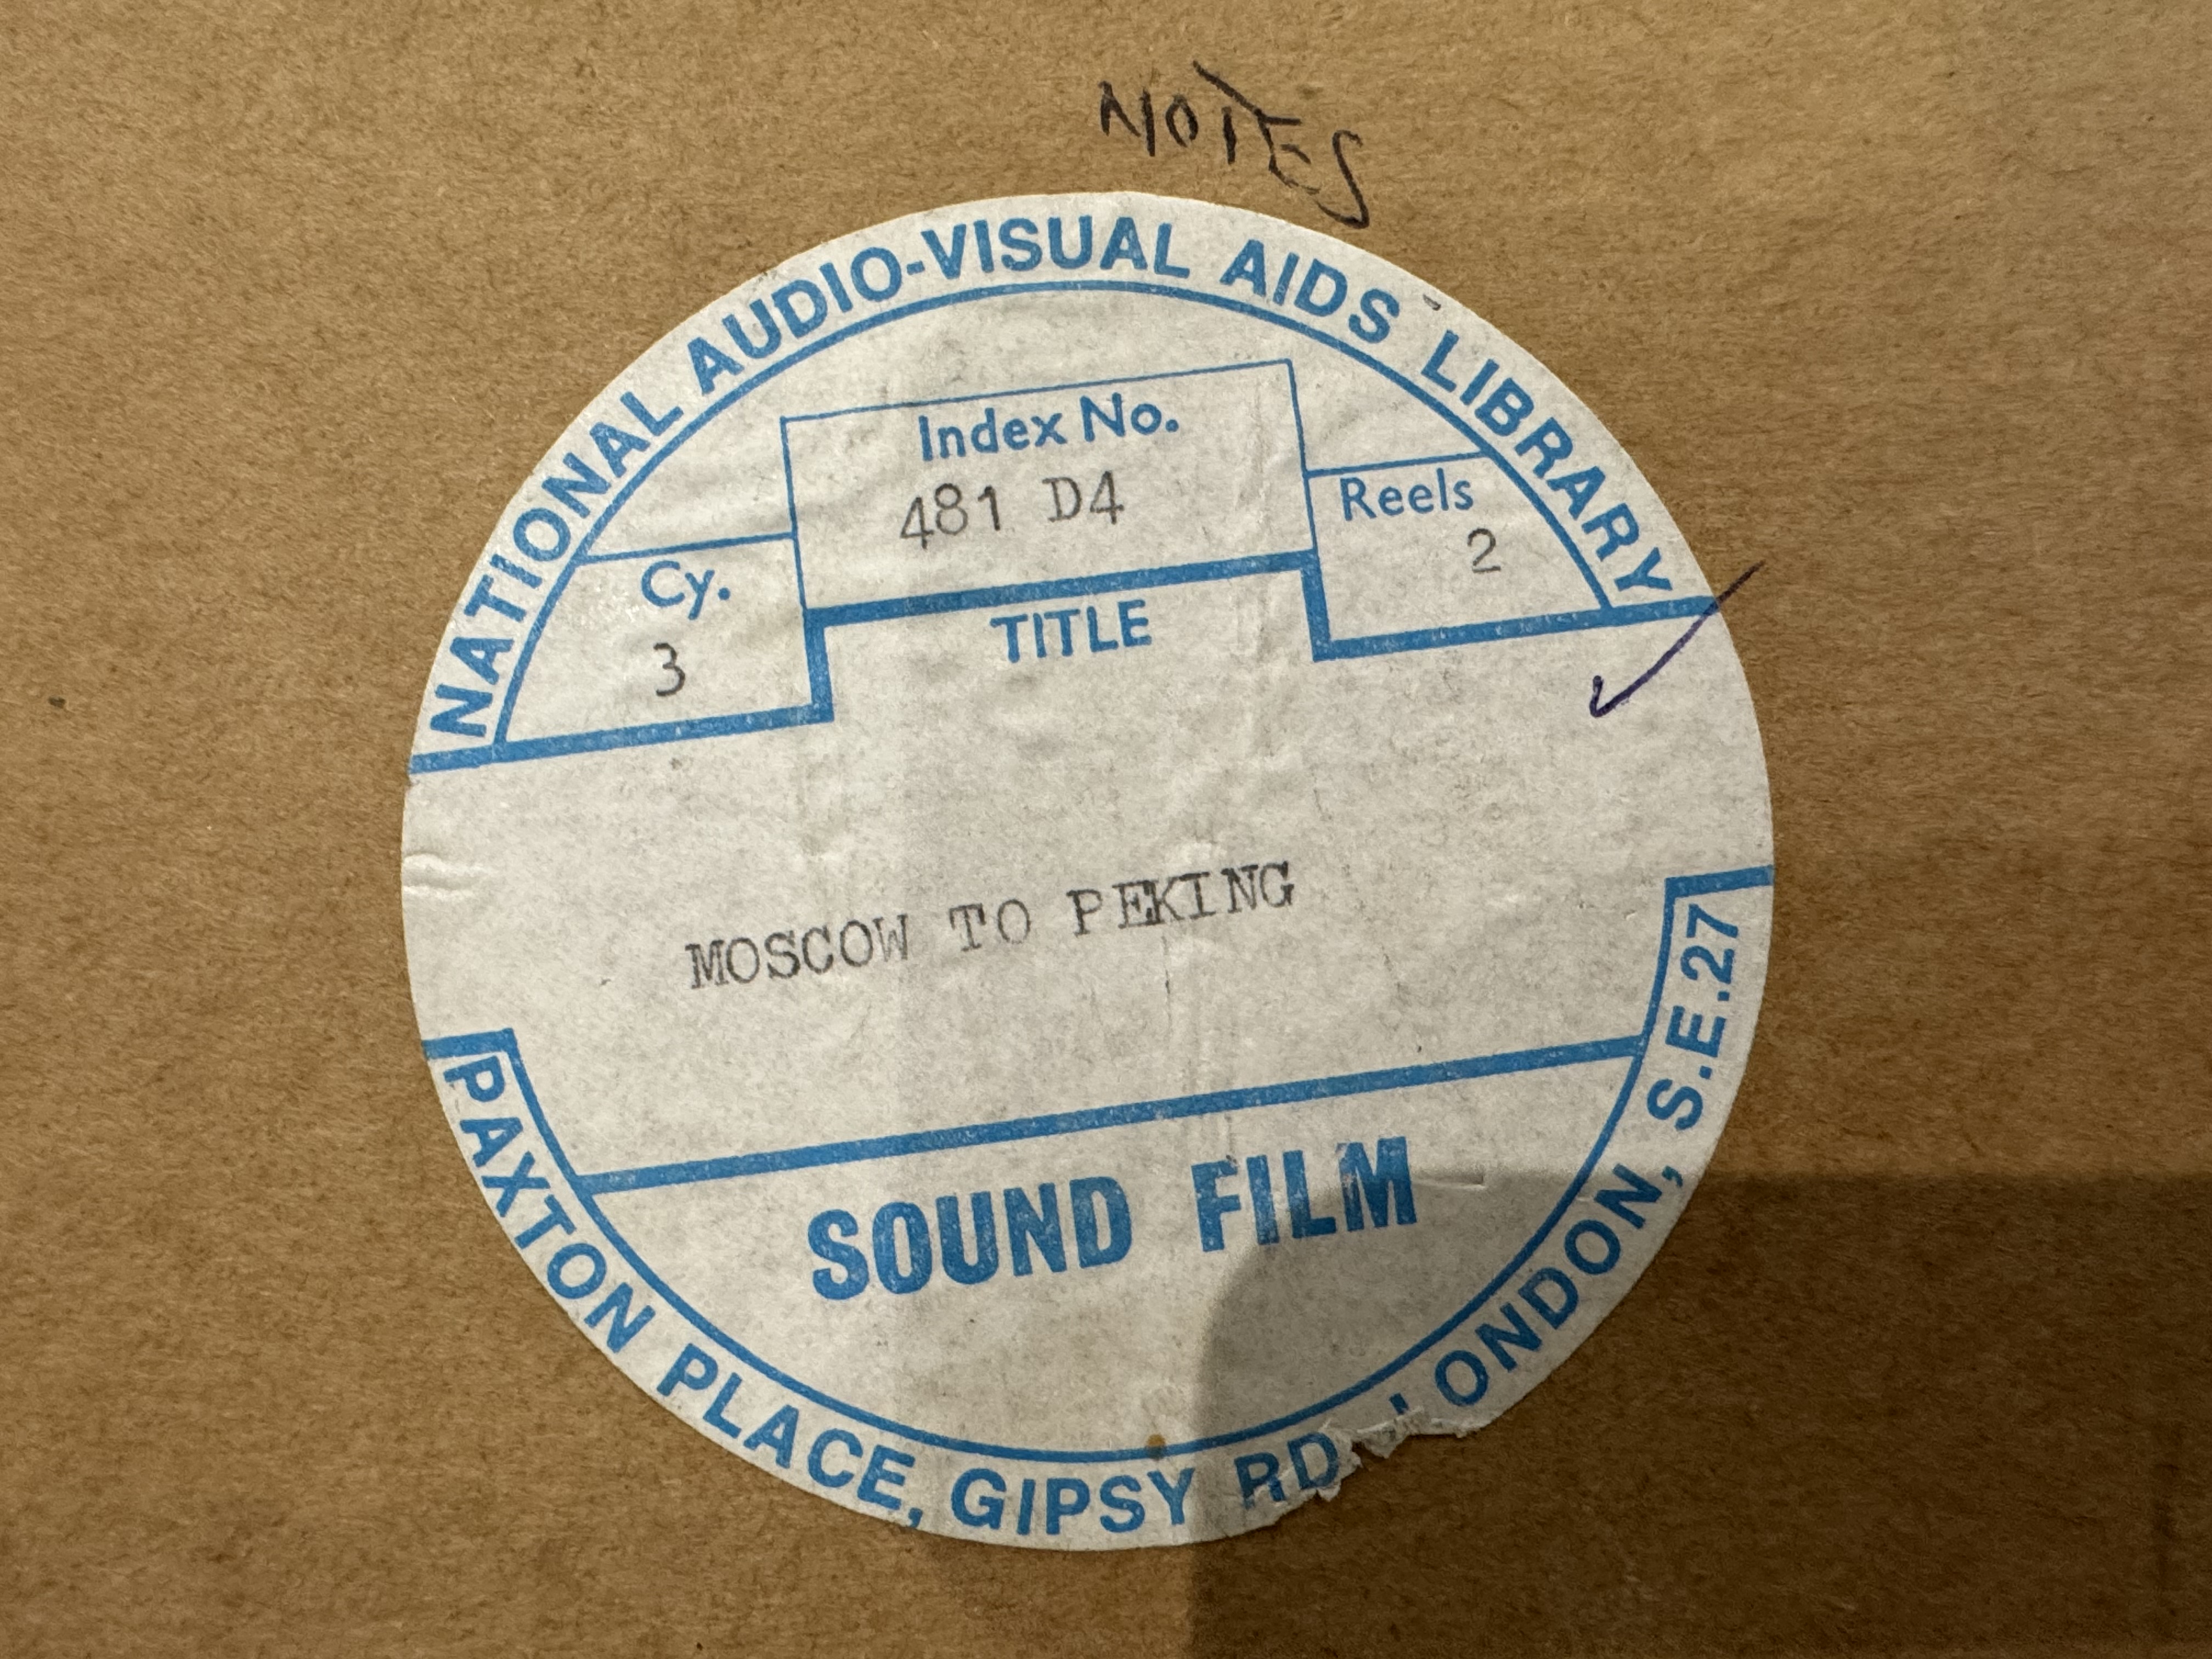 NOTES
NATIONAL AUDIO-VISUAL AIDS LIBRARY
Index No.
481 D4
Reels
2
Cy.
3
TITLE
MOSCOW TO PEKING
SOUND FILM
PAXTON PLACE, GIPSY RD LONDON, S.E.27